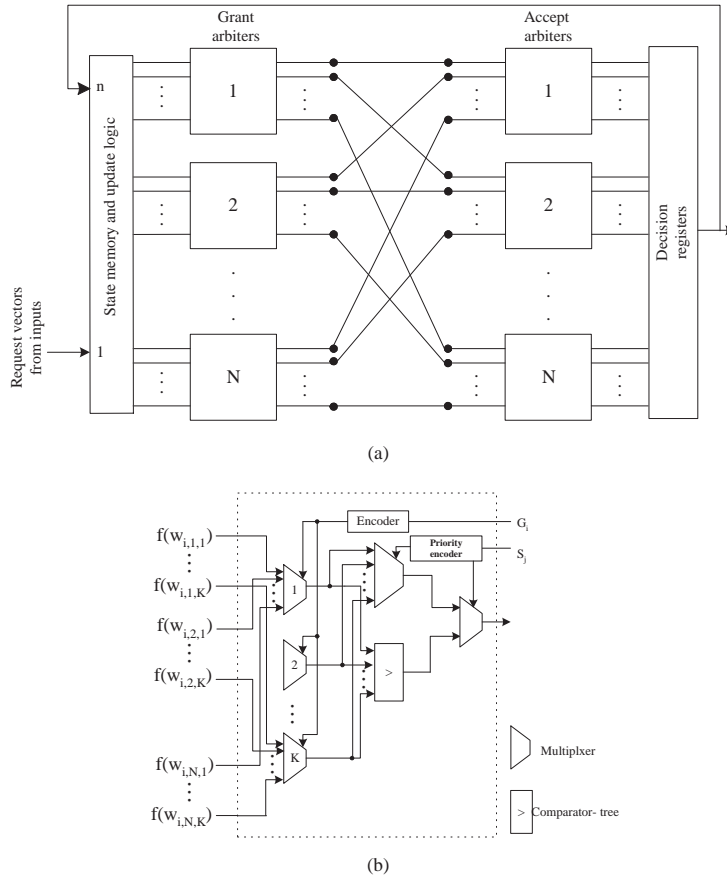 Grant
arbiters
Accept
arbiters
n
1
State memory and update logic
Request vectors
from inputs
1
2
N
1
2
N
Decision
registers
(a)
f(w_{i,1,1})
f(w_{i,1,K})
f(w_{i,2,1})
f(w_{i,2,K})
f(w_{i,N,1})
f(w_{i,N,K})
Encoder
G_i
Priority
encoder
S_j
1
2
K
>
Multiplxer
> Comparator- tree
(b)